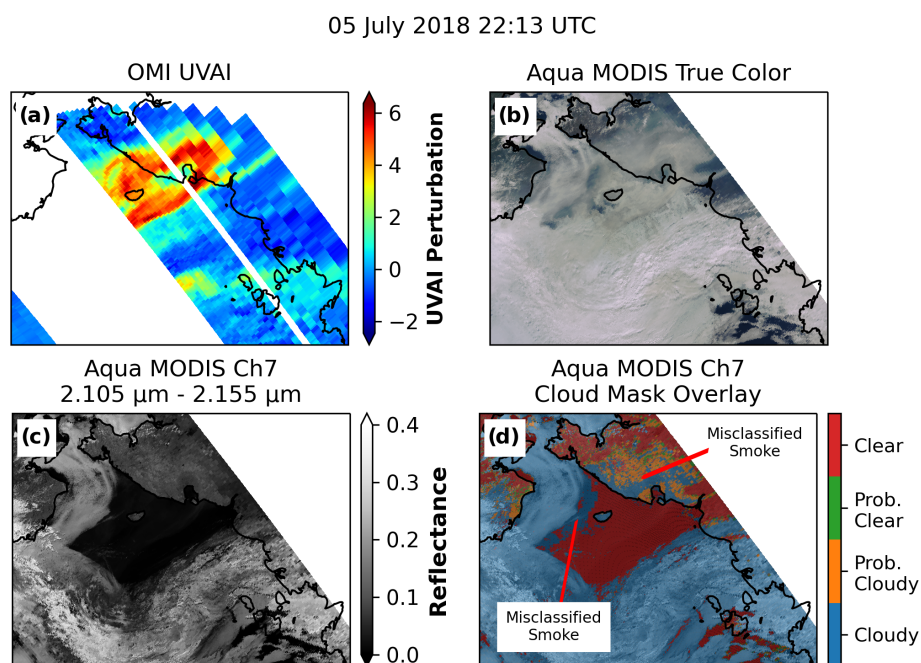 05 July 2018 22:13 UTC
OMI UVAI
(a)
6
4
2
0
−2
UVAI Perturbation
Aqua MODIS True Color
(b)
Aqua MODIS Ch7
2.105 μm - 2.155 μm
(c)
0.4
0.3
0.2
0.1
0.0
Reflectance
Aqua MODIS Ch7
Cloud Mask Overlay
(d)
Misclassified
Smoke
Misclassified
Smoke
Clear
Prob.
Clear
Prob.
Cloudy
Cloudy